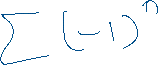 ∑ (-1)ⁿ